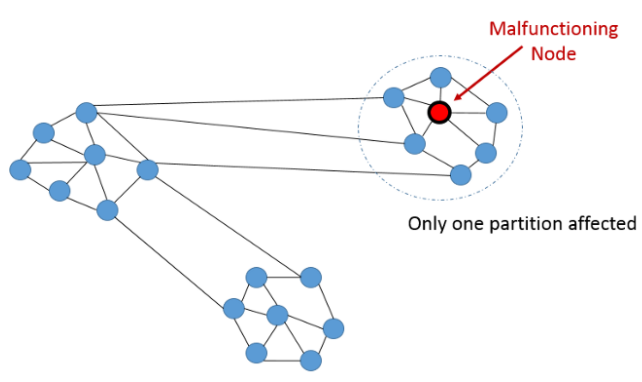 Malfunctioning
Node
Only one partition affected